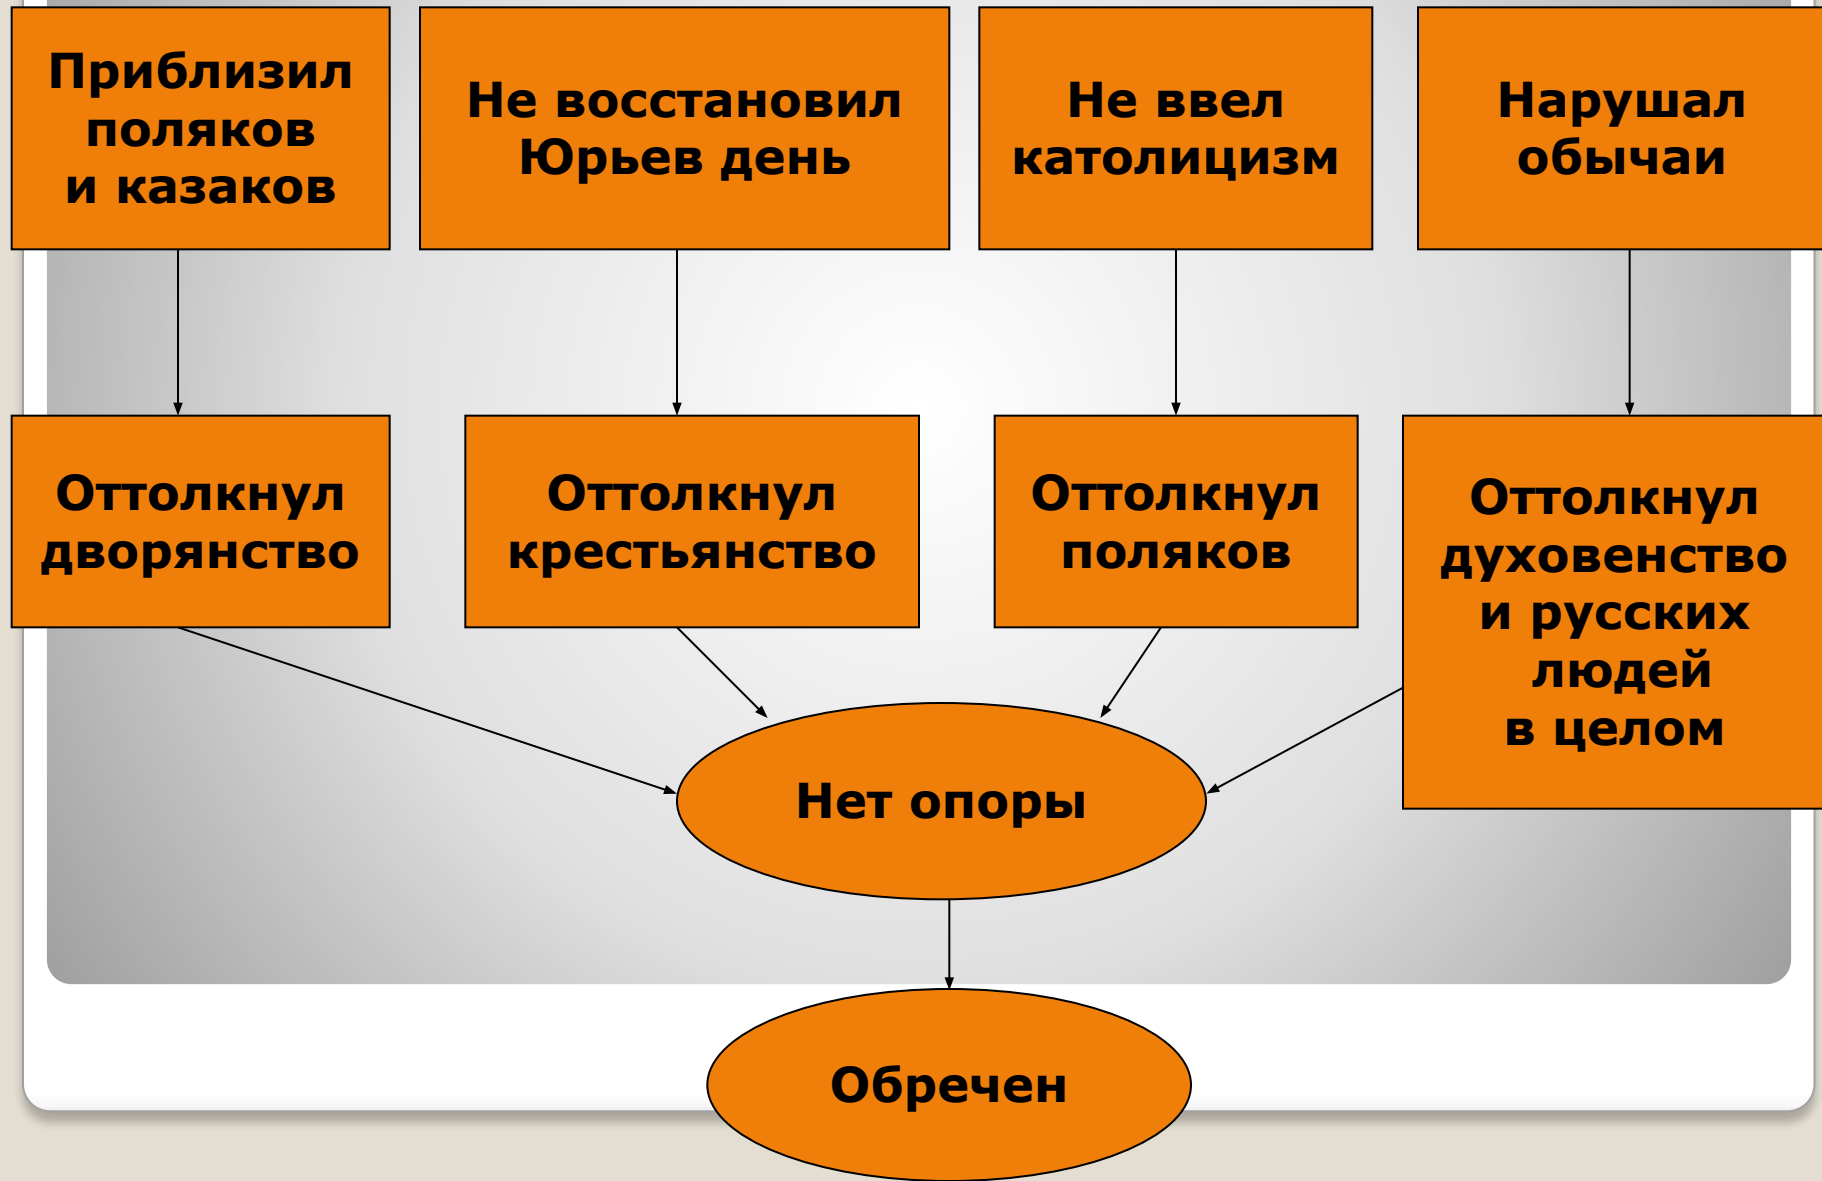 Приблизил
поляков
и казаков
Не восстановил
Юрьев день
Не ввел
католицизм
Нарушал
обычаи
Оттолкнул
дворянство
Оттолкнул
крестьянство
Оттолкнул
поляков
Оттолкнул
духовенство
и русских
людей
в целом
Нет опоры
Обречен